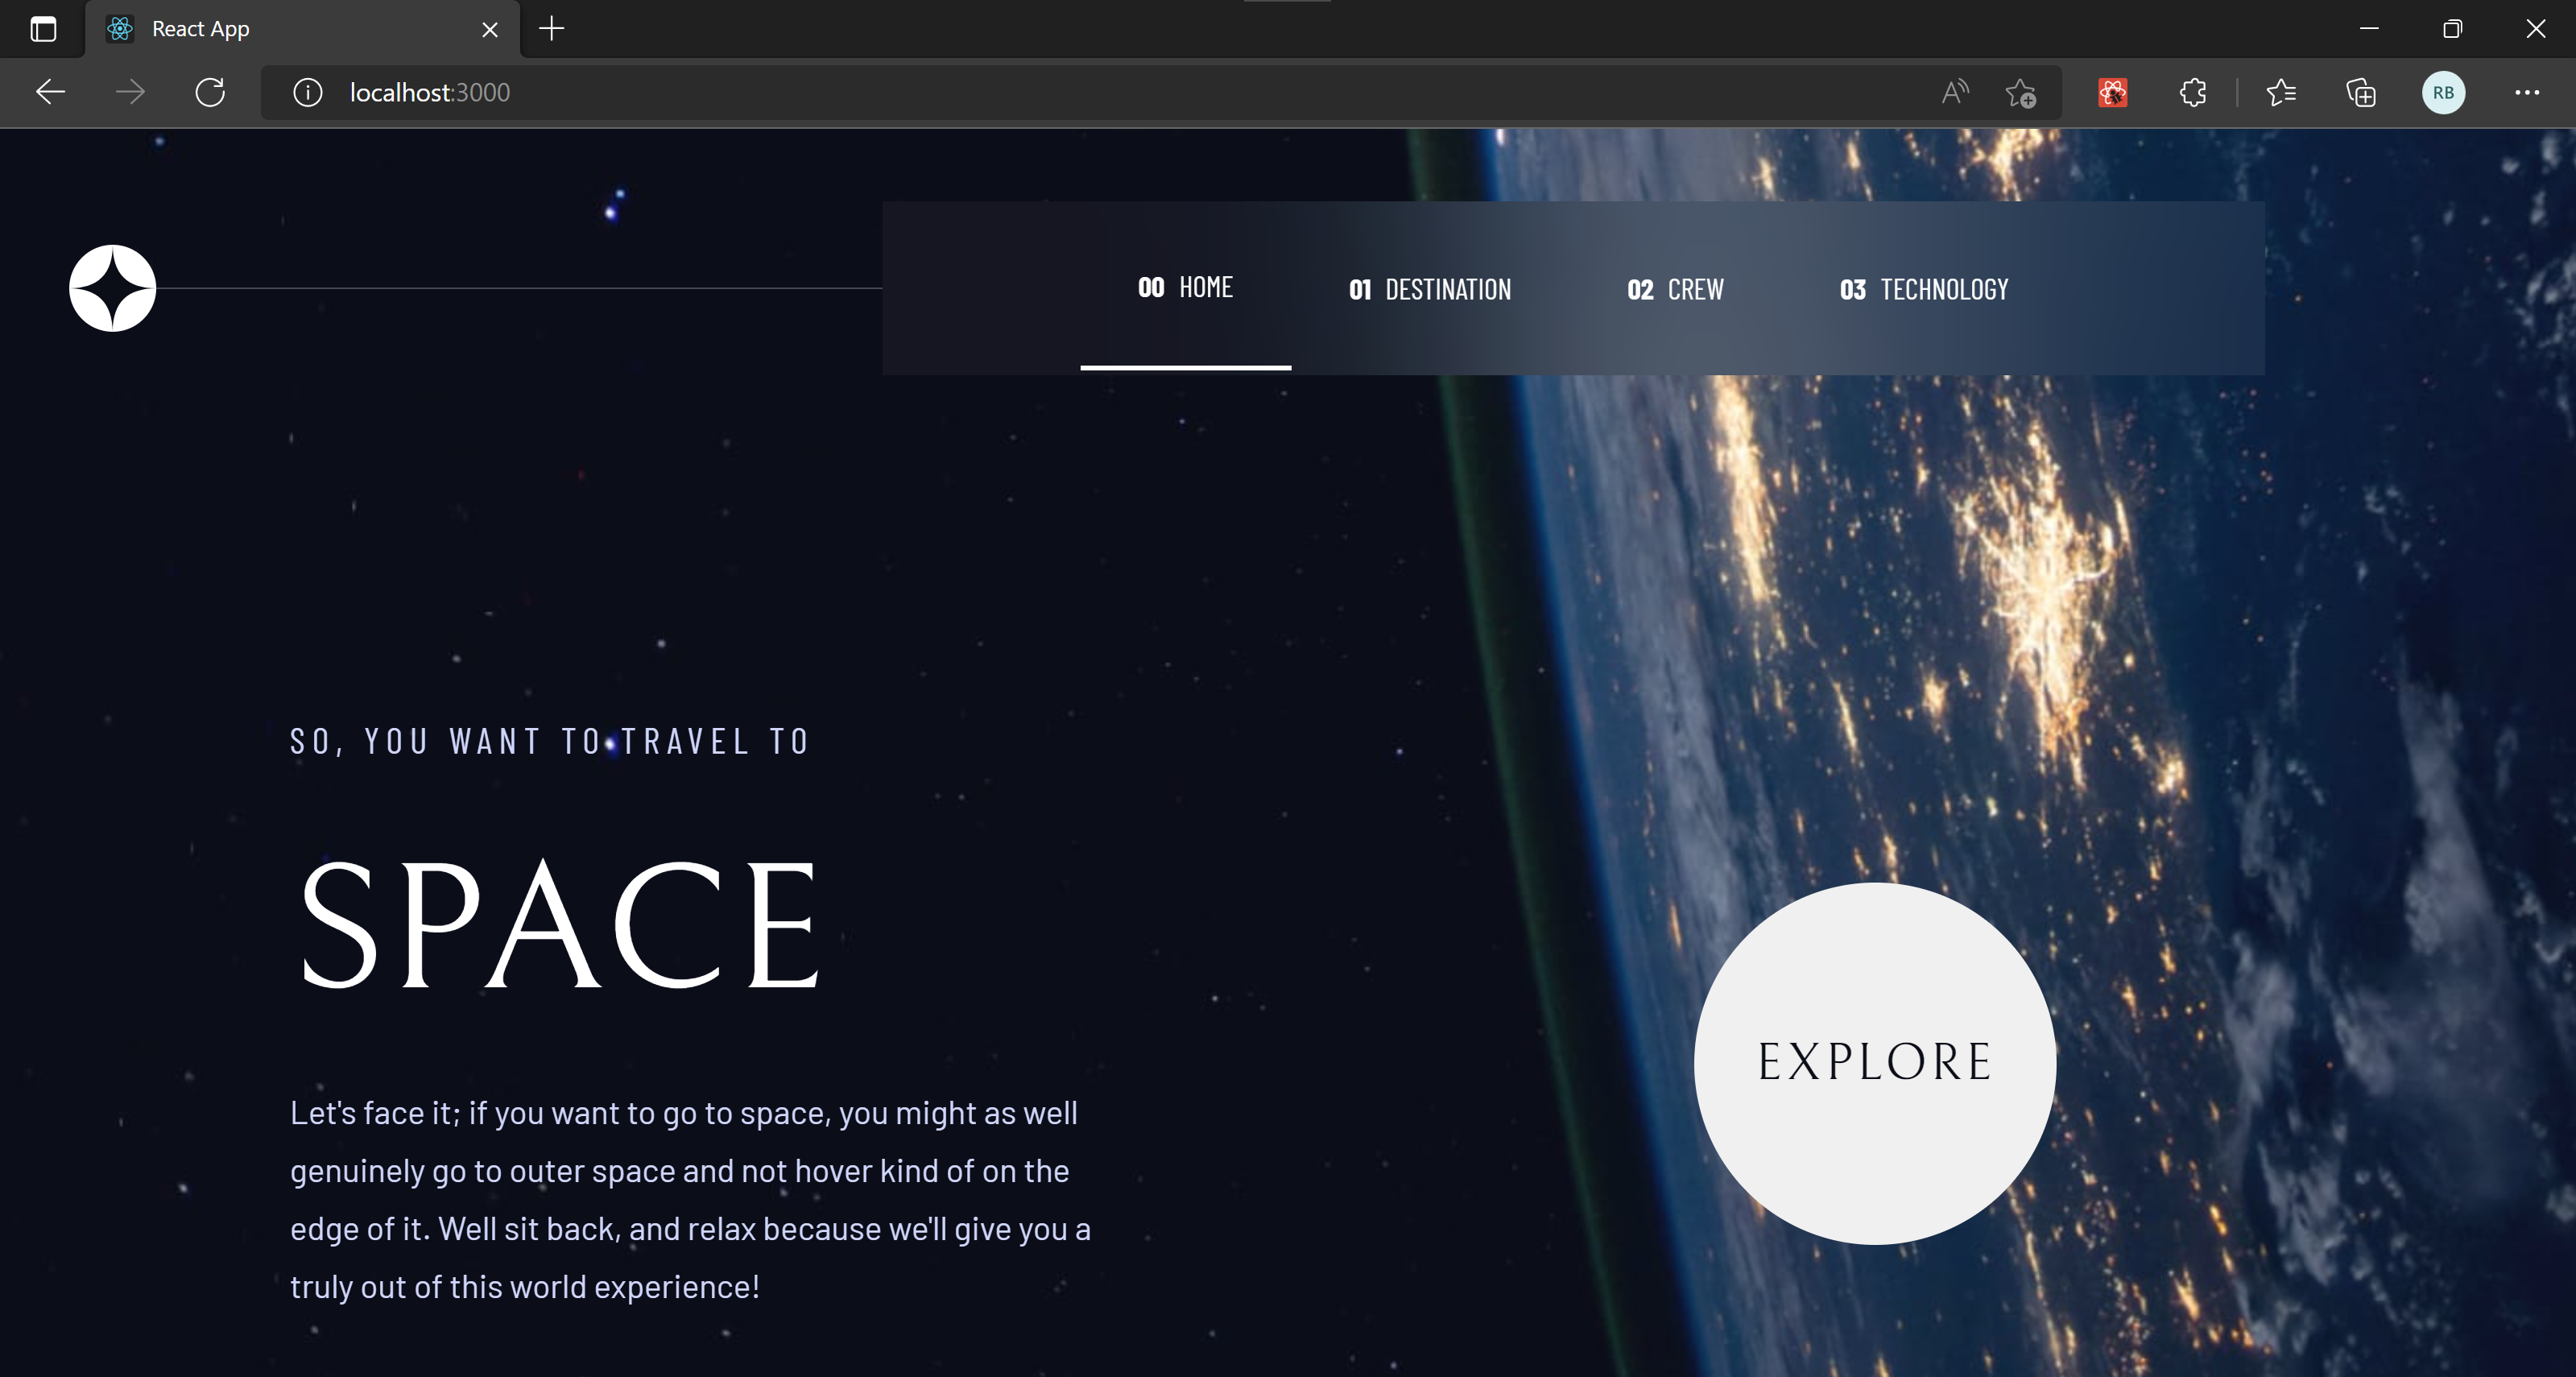 React App
localhost:3000
RB
00 HOME 01 DESTINATION 02 CREW 03 TECHNOLOGY
SO, YOU WANT TO TRAVEL TO
SPACE
Let's face it; if you want to go to space, you might as well
genuinely go to outer space and not hover kind of on the
edge of it. Well sit back, and relax because we'll give you a
truly out of this world experience!
EXPLORE